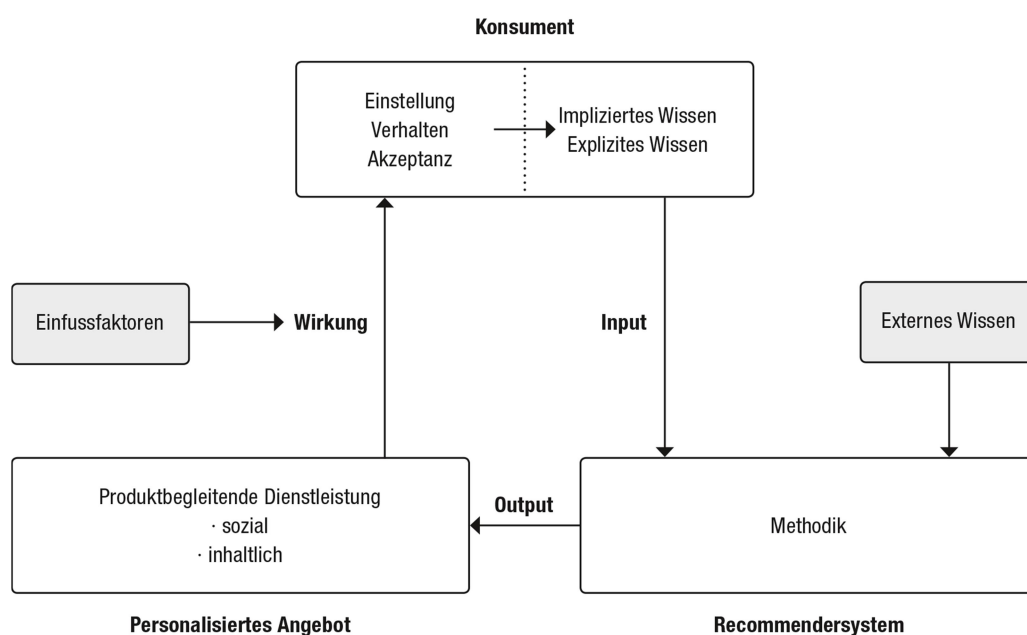 Konsument
Einstellung
Verhalten
Akzeptanz
Impliziertes Wissen
Explizites Wissen
Einfussfaktoren
Wirkung
Input
Externes Wissen
Produktbegleitende Dienstleistung
· sozial
· inhaltlich
Output
Methodik
Personalisiertes Angebot
Recommendersystem